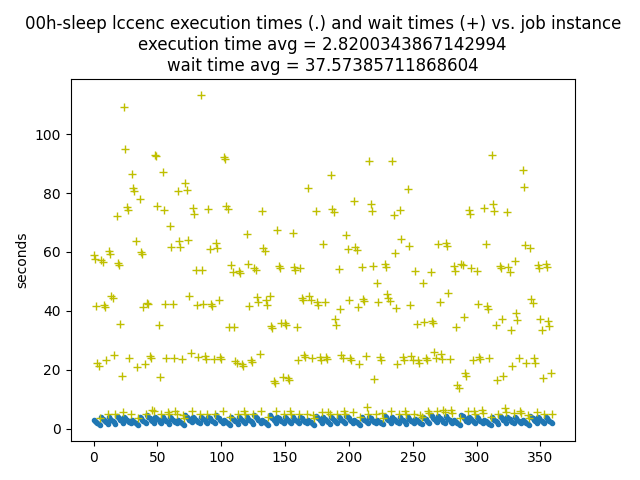 00h-sleep lccenc execution times (.) and wait times (+) vs. job instance
execution time avg = 2.8200343867142994
wait time avg = 37.57385711868604
100
80
60
40
20
0
seconds
0 50 100 150 200 250 300 350